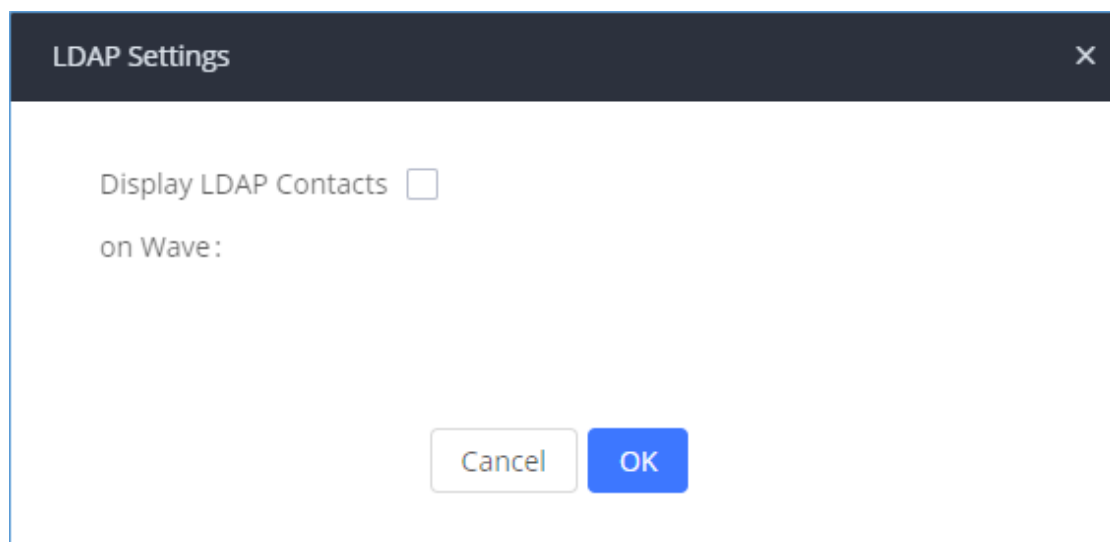 LDAP Settings
Display LDAP Contacts
on Wave:
Cancel OK